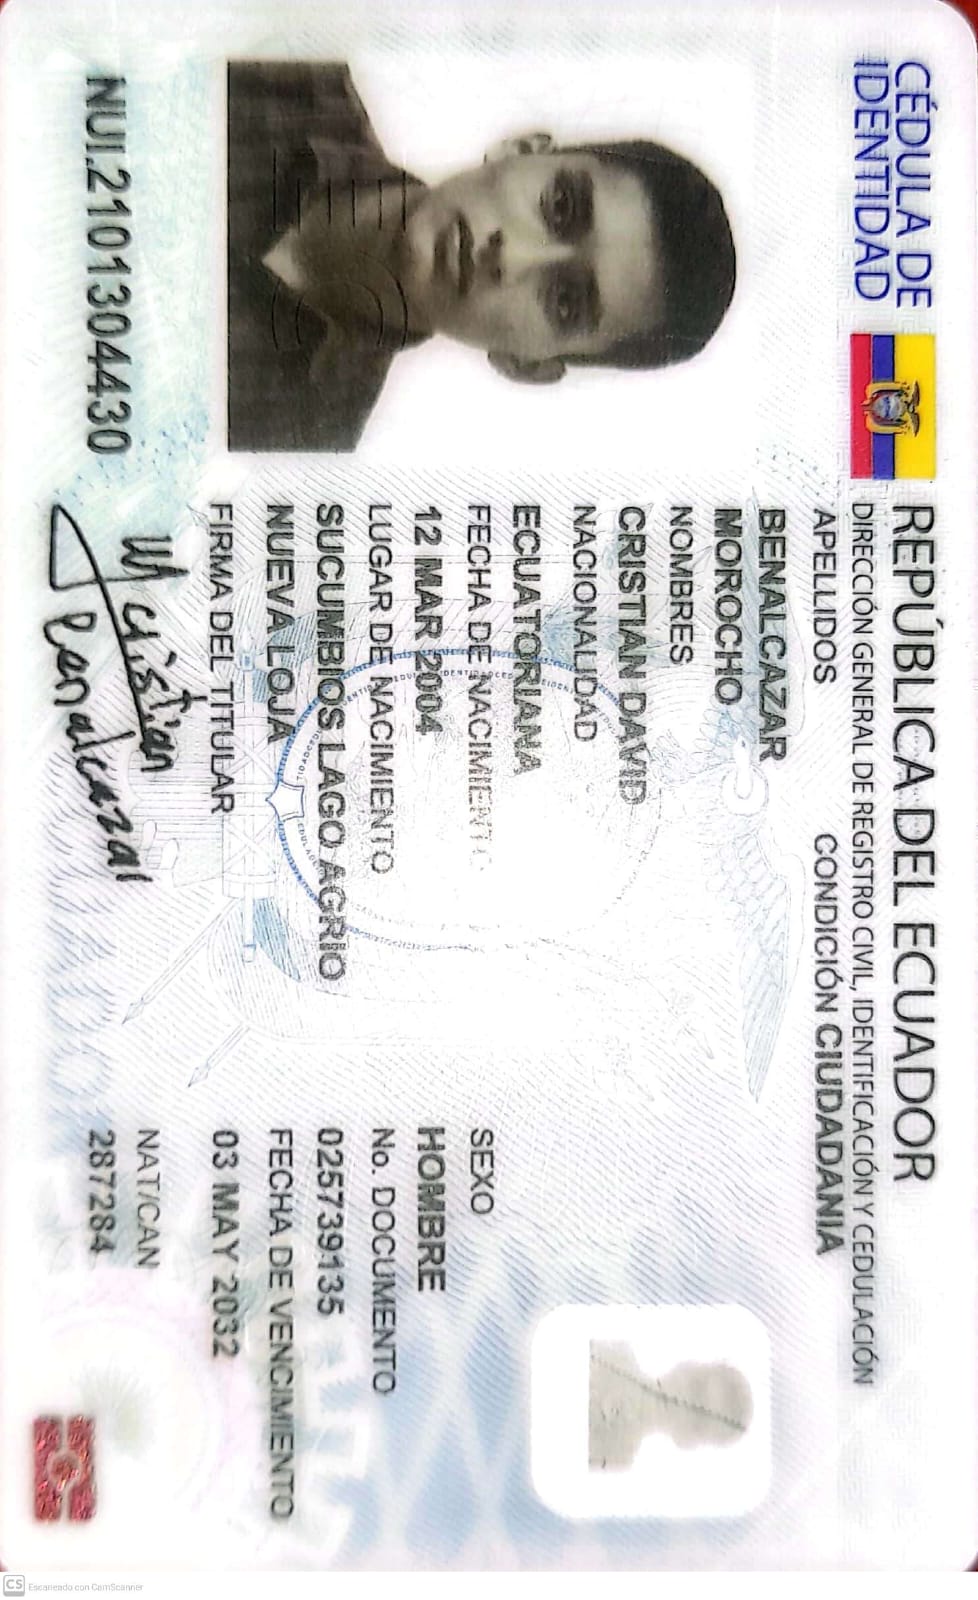 CÉDULA DE
IDENTIDAD
REPÚBLICA DEL ECUADOR
DIRECCIÓN GENERAL DE REGISTRO CIVIL, IDENTIFICACIÓN Y CEDULACIÓN
APELLIDOS
CONDICIÓN CIUDADANIA
BENALCAZAR
MOROCHO
NOMBRES
CRISTIAN DAVID
NACIONALIDAD
ECUATORIANA
FECHA DE NACIMIENTO
12 MAR 2004
LUGAR DE NACIMIENTO
SUCUMBIOS LAGO AGRIO
NUEVA LOJA
FIRMA DEL TITULAR
SEXO
HOMBRE
No. DOCUMENTO
025739135
FECHA DE VENCIMIENTO
03 MAY 2032
NAT/CAN
287284
NUI.2101304430
Cristian
Benalcazar
CS Escaneado con CamScanner